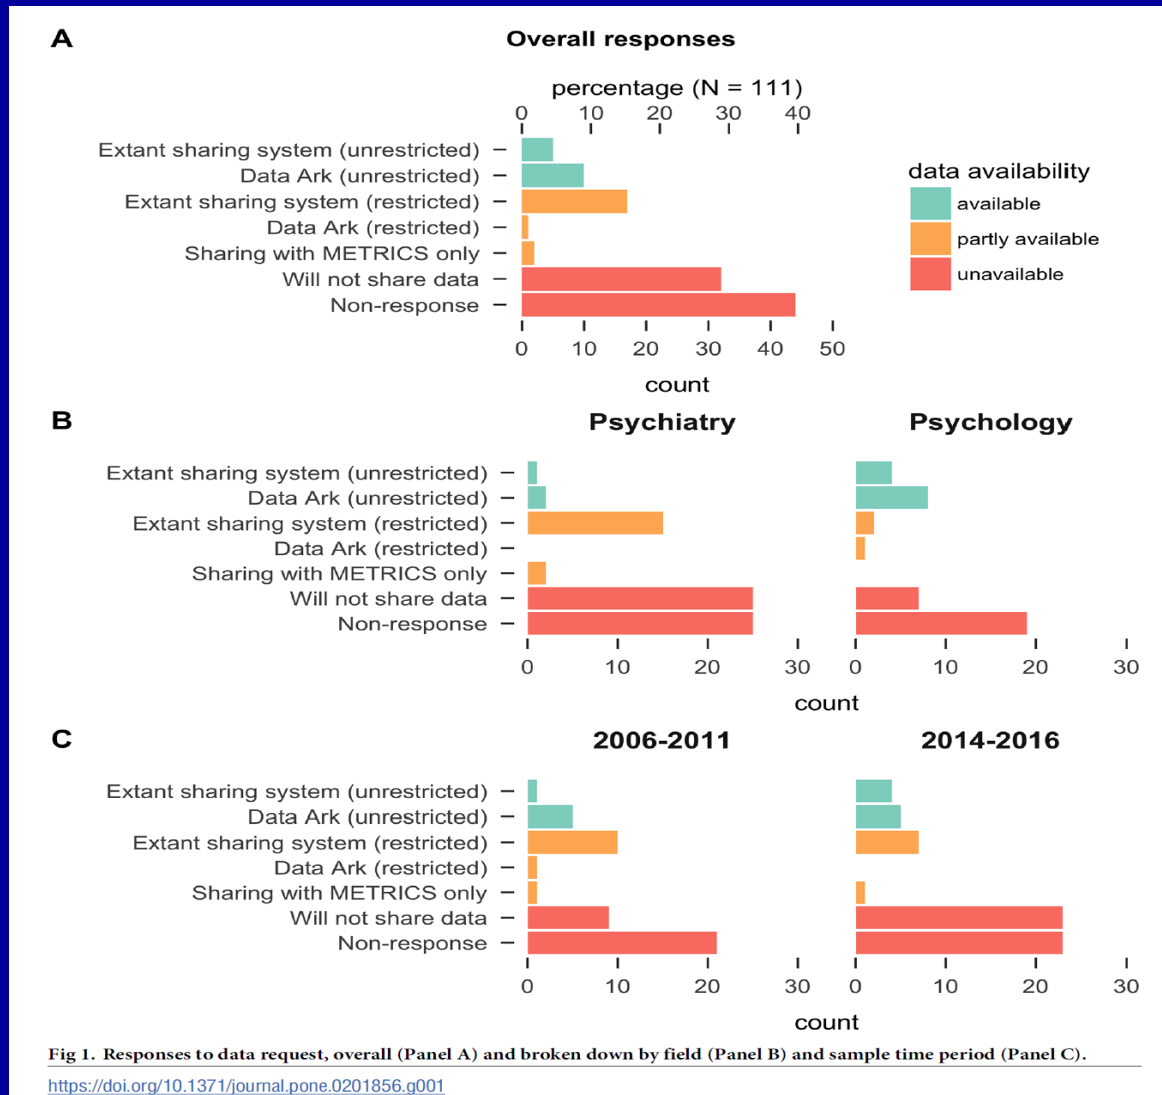 A
Overall responses
percentage (N = 111)
0 10 20 30 40
Extant sharing system (unrestricted)
Data Ark (unrestricted)
Extant sharing system (restricted)
Data Ark (restricted)
Sharing with METRICS only
Will not share data
Non-response
0 10 20 30 40 50
count
data availability
available
partly available
unavailable
B
Psychiatry Psychology
Extant sharing system (unrestricted)
Data Ark (unrestricted)
Extant sharing system (restricted)
Data Ark (restricted)
Sharing with METRICS only
Will not share data
Non-response
0 10 20 30 0 10 20 30
count
C
2006-2011 2014-2016
Extant sharing system (unrestricted)
Data Ark (unrestricted)
Extant sharing system (restricted)
Data Ark (restricted)
Sharing with METRICS only
Will not share data
Non-response
0 10 20 30 0 10 20 30
count
Fig 1. Responses to data request, overall (Panel A) and broken down by field (Panel B) and sample time period (Panel C).
https://doi.org/10.1371/journal.pone.0201856.g001